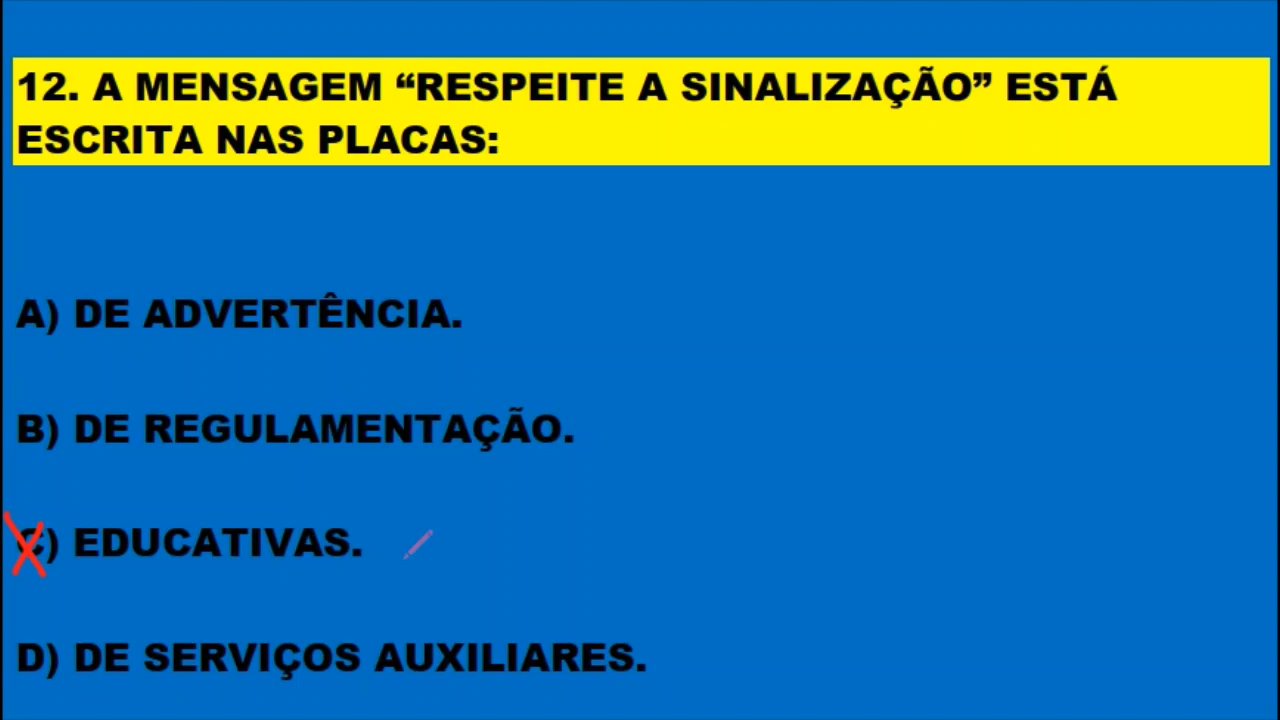 12. A MENSAGEM “RESPEITE A SINALIZAÇÃO” ESTÁ
ESCRITA NAS PLACAS:
A) DE ADVERTÊNCIA.
B) DE REGULAMENTAÇÃO.
C) EDUCATIVAS.
D) DE SERVIÇOS AUXILIARES.